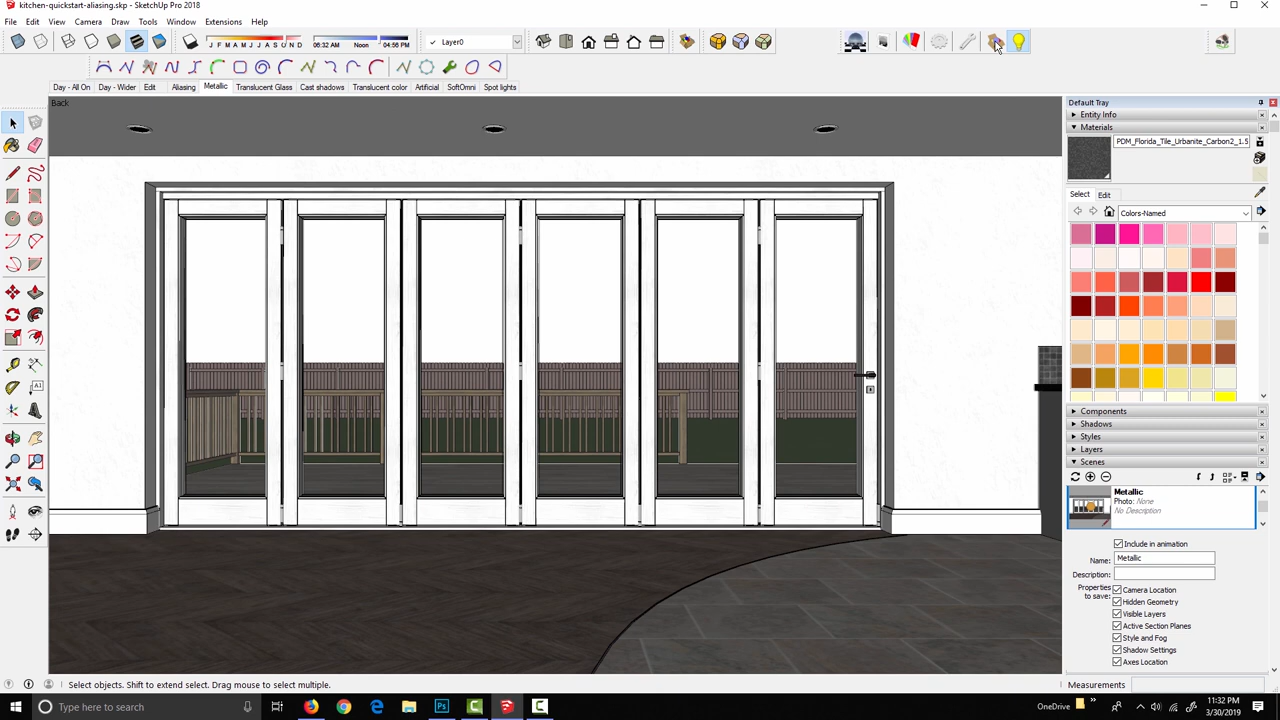 kitchen-quickstart-aliasing.skp - SketchUp Pro 2018
File Edit View Camera Draw Tools Window Extensions Help
J F M A M J J A S O N D 06:32 AM Noon 04:56 PM Layer0
Day - All On Day - Wider Edit Aliasing Metallic Translucent Glass Cast shadows Translucent color Artificial SoftOmni Spot lights
Back
Default Tray
Entity Info
Materials
PDM_Florida_Tile_Urbanite_Carbon2_1.5
Select Edit
Colors-Named
Components
Shadows
Styles
Layers
Scenes
Metallic
Photo: None
No Description
Include in animation
Name: Metallic
Description:
Properties to save:
Camera Location
Hidden Geometry
Visible Layers
Active Section Planes
Style and Fog
Shadow Settings
Axes Location
Select objects. Shift to extend select. Drag mouse to select multiple.
Measurements
Type here to search
OneDrive
11:32 PM
3/30/2019